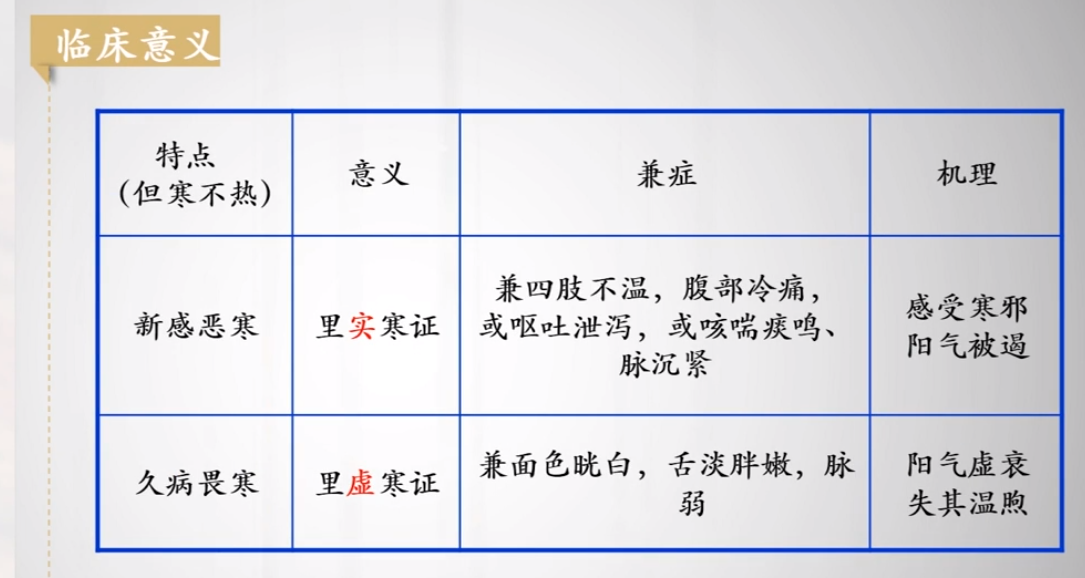 临床意义
特点
（但寒不热）
意义
兼症
机理
新感恶寒
里实寒证
兼四肢不温，腹部冷痛，
或呕吐泄泻，或咳喘痰鸣、
脉沉紧
感受寒邪
阳气被遏
久病畏寒
里虚寒证
兼面色㿠白，舌淡胖嫩，脉
弱
阳气虚衰
失其温煦